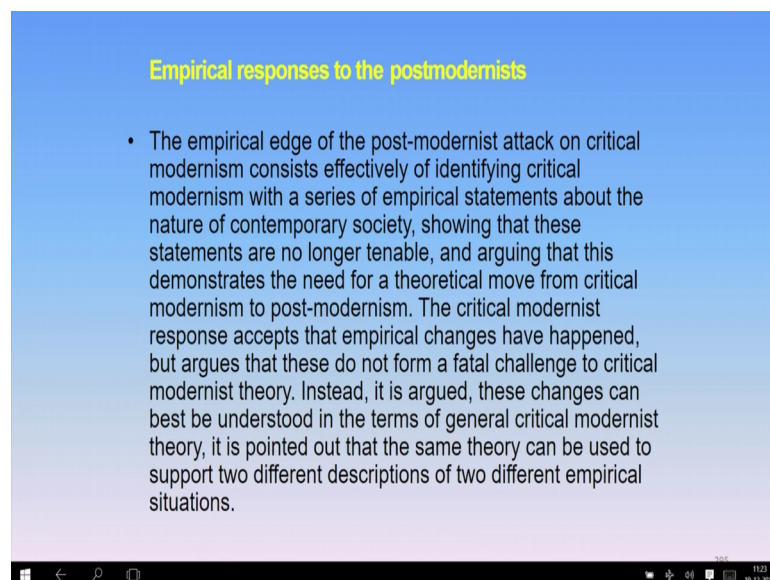 Empirical responses to the postmodernists
• The empirical edge of the post-modernist attack on critical
modernism consists effectively of identifying critical
modernism with a series of empirical statements about the
nature of contemporary society, showing that these
statements are no longer tenable, and arguing that this
demonstrates the need for a theoretical move from critical
modernism to post-modernism. The critical modernist
response accepts that empirical changes have happened,
but argues that these do not form a fatal challenge to critical
modernist theory. Instead, it is argued, these changes can
best be understood in the terms of general critical modernist
theory, it is pointed out that the same theory can be used to
support two different descriptions of two different empirical
situations.
295
11:23